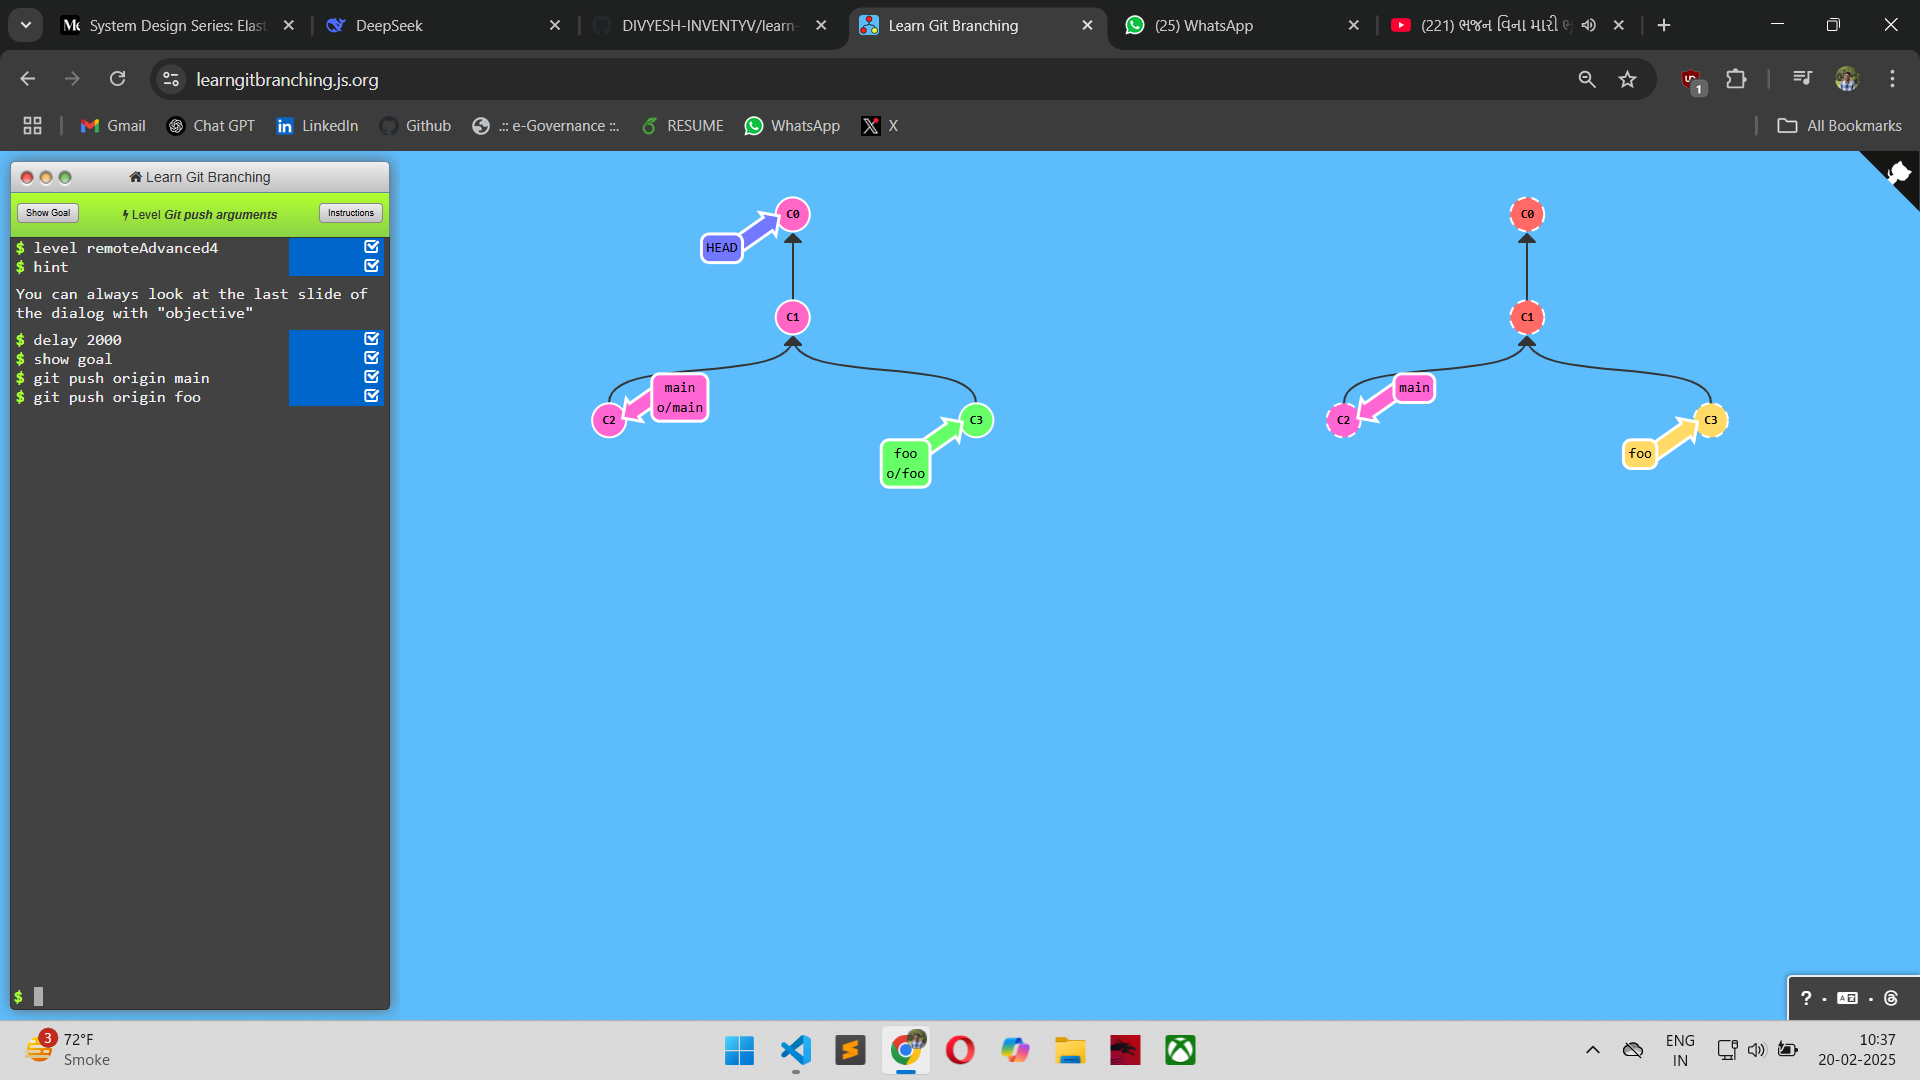 System Design Series: Elast
DeepSeek
DIVYESH-INVENTYV/learn-
Learn Git Branching
(25) WhatsApp
(221) ભજન વિના મારી ભ
learngitbranching.js.org
1
Gmail
Chat GPT
LinkedIn
Github
.:: e-Governance ::.
RESUME
WhatsApp
X
All Bookmarks
Learn Git Branching
Show Goal
Level Git push arguments
Instructions
$ level remoteAdvanced4
$ hint
You can always look at the last slide of
the dialog with "objective"
$ delay 2000
$ show goal
$ git push origin main
$ git push origin foo
$
C0
HEAD
C1
main
o/main
C2
C3
foo
o/foo
C0
C1
main
C2
C3
foo
?
3
72°F
Smoke
ENG
IN
10:37
20-02-2025